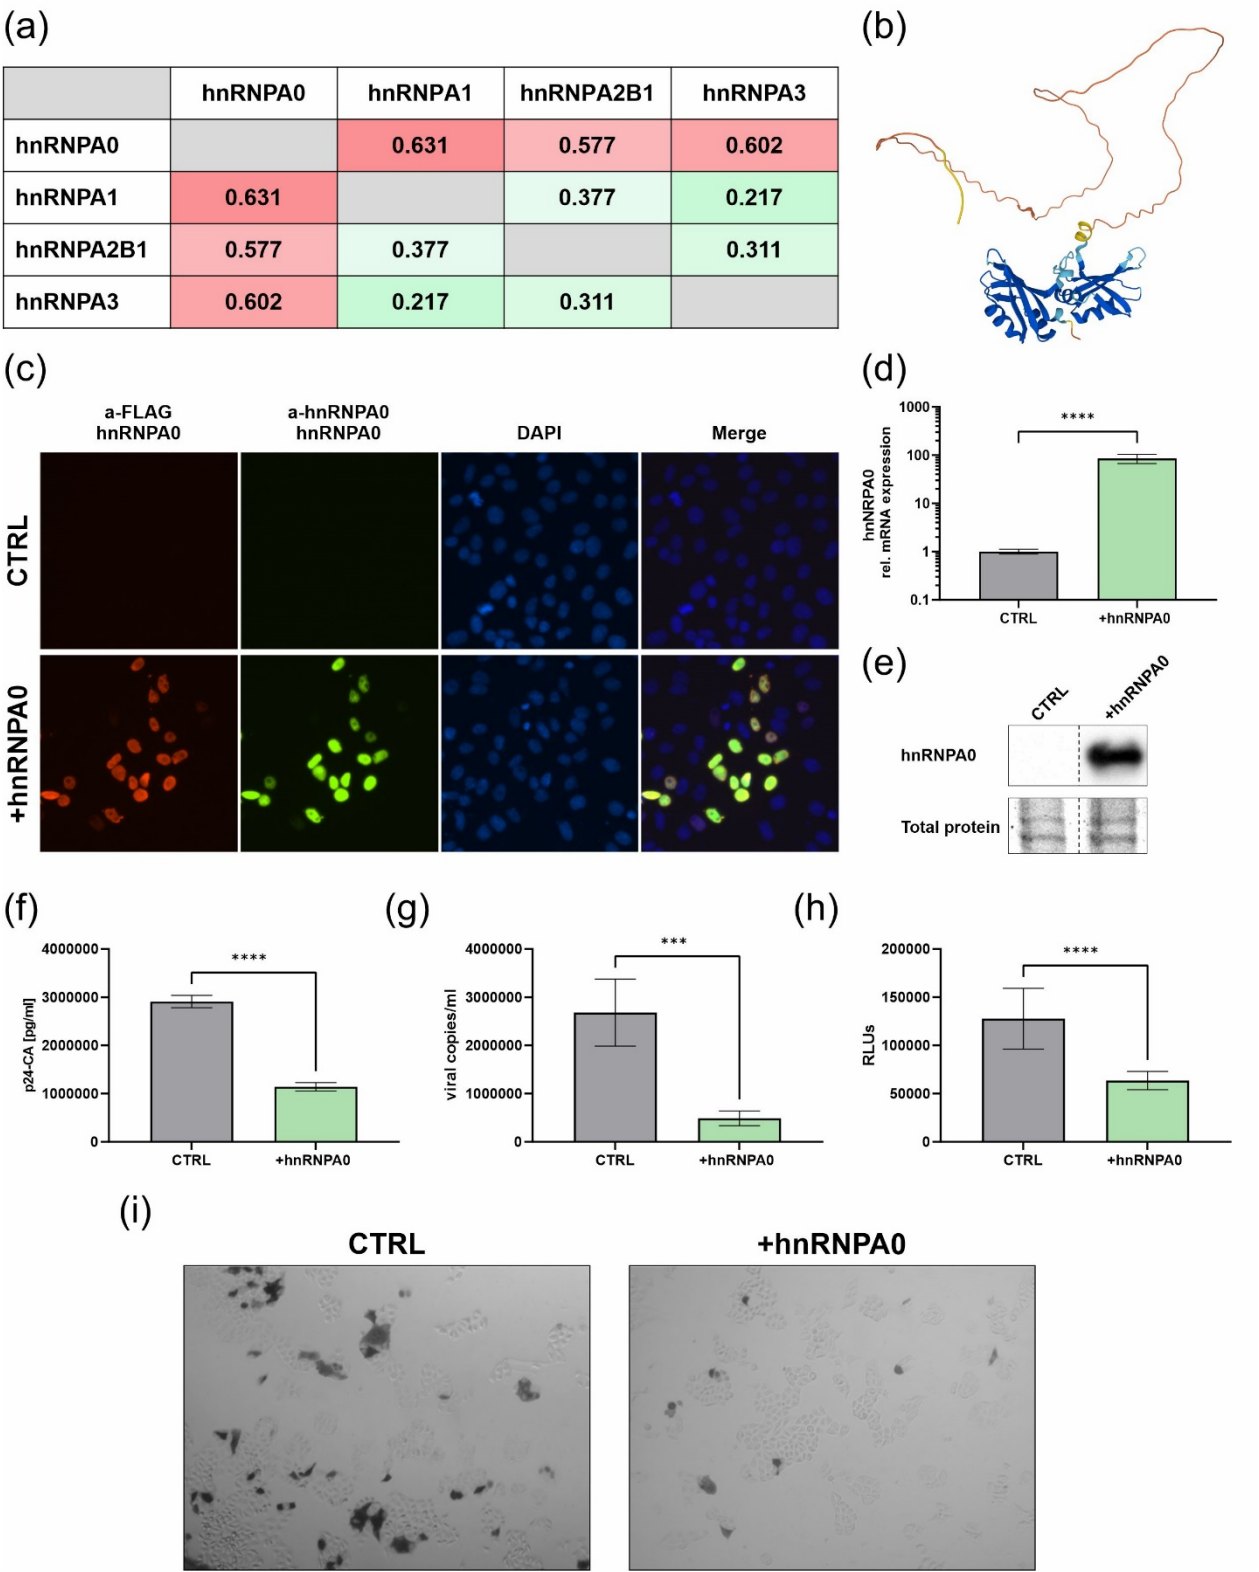 (a)
hnRNPA0 hnRNPA1 hnRNPA2B1 hnRNPA3
hnRNPA0 0.631 0.577 0.602
hnRNPA1 0.631 0.377 0.217
hnRNPA2B1 0.577 0.377 0.311
hnRNPA3 0.602 0.217 0.311
(b)
(c)
a-FLAG
hnRNPA0
a-hnRNPA0
hnRNPA0
DAPI
Merge
CTRL
+hnRNPA0
(d)
hnNRPA0
rel. mRNA expression
1000
100
10
1
0.1
****
CTRL
+hnRNPA0
(e)
CTRL
+hnRNPA0
hnRNPA0
Total protein
(f)
p24-CA [pg/ml]
4000000
3000000
2000000
1000000
0
****
CTRL
+hnRNPA0
(g)
viral copies/ml
4000000
3000000
2000000
1000000
0
***
CTRL
+hnRNPA0
(h)
RLUs
200000
150000
100000
50000
0
****
CTRL
+hnRNPA0
(i)
CTRL
+hnRNPA0